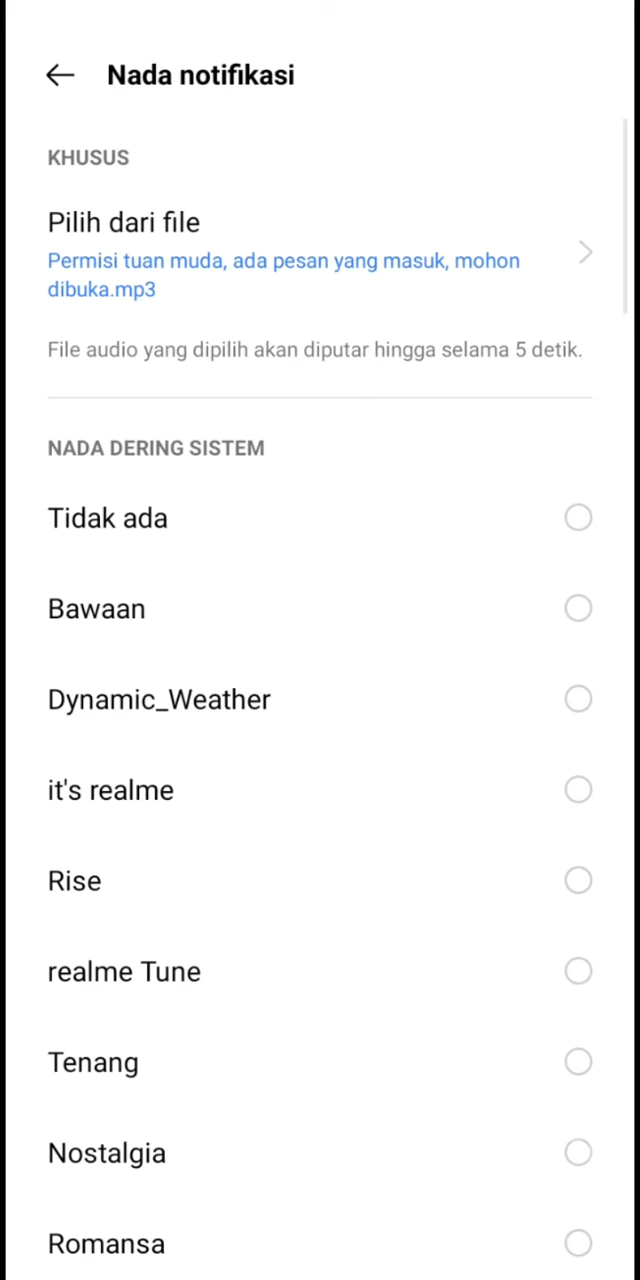 Nada notifikasi
KHUSUS
Pilih dari file
Permisi tuan muda, ada pesan yang masuk, mohon
dibuka.mp3
File audio yang dipilih akan diputar hingga selama 5 detik.
NADA DERING SISTEM
Tidak ada
Bawaan
Dynamic_Weather
it's realme
Rise
realme Tune
Tenang
Nostalgia
Romansa